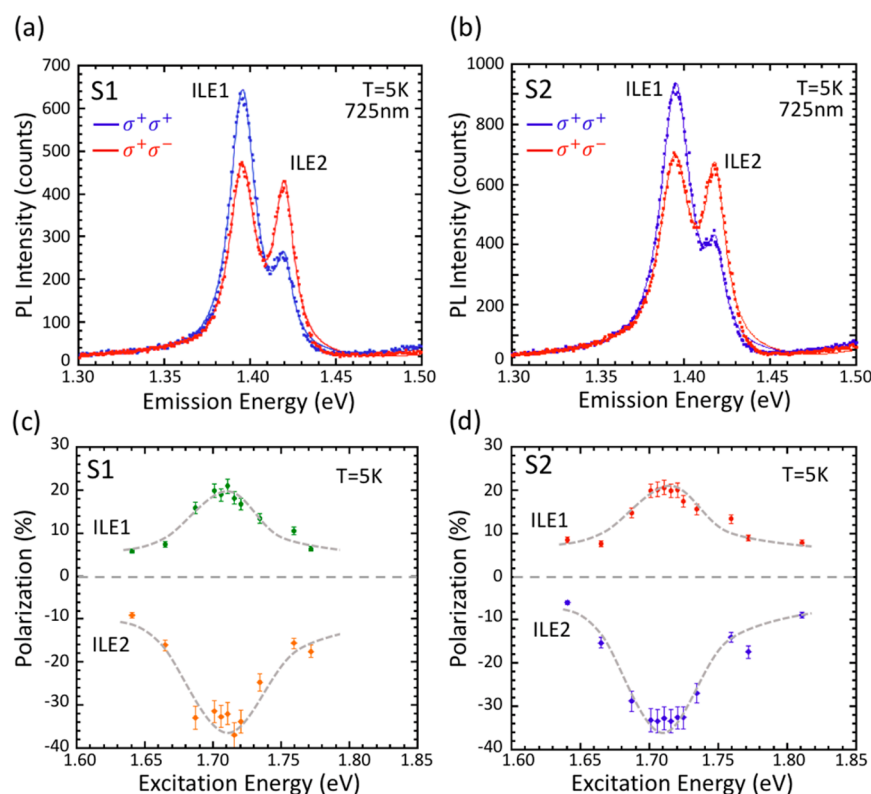 (a)
S1
σ⁺σ⁺
σ⁺σ⁻
ILE1
ILE2
T=5K
725nm
PL Intensity (counts)
700
600
500
400
300
200
100
0
1.30 1.35 1.40 1.45 1.50
Emission Energy (eV)
(b)
S2
σ⁺σ⁺
σ⁺σ⁻
ILE1
ILE2
T=5K
725nm
PL Intensity (counts)
1000
800
600
400
200
0
1.30 1.35 1.40 1.45 1.50
Emission Energy (eV)
(c)
S1
T=5K
ILE1
ILE2
Polarization (%)
30
20
10
0
-10
-20
-30
-40
1.60 1.65 1.70 1.75 1.80 1.85
Excitation Energy (eV)
(d)
S2
T=5K
ILE1
ILE2
Polarization (%)
30
20
10
0
-10
-20
-30
-40
1.60 1.65 1.70 1.75 1.80 1.85
Excitation Energy (eV)